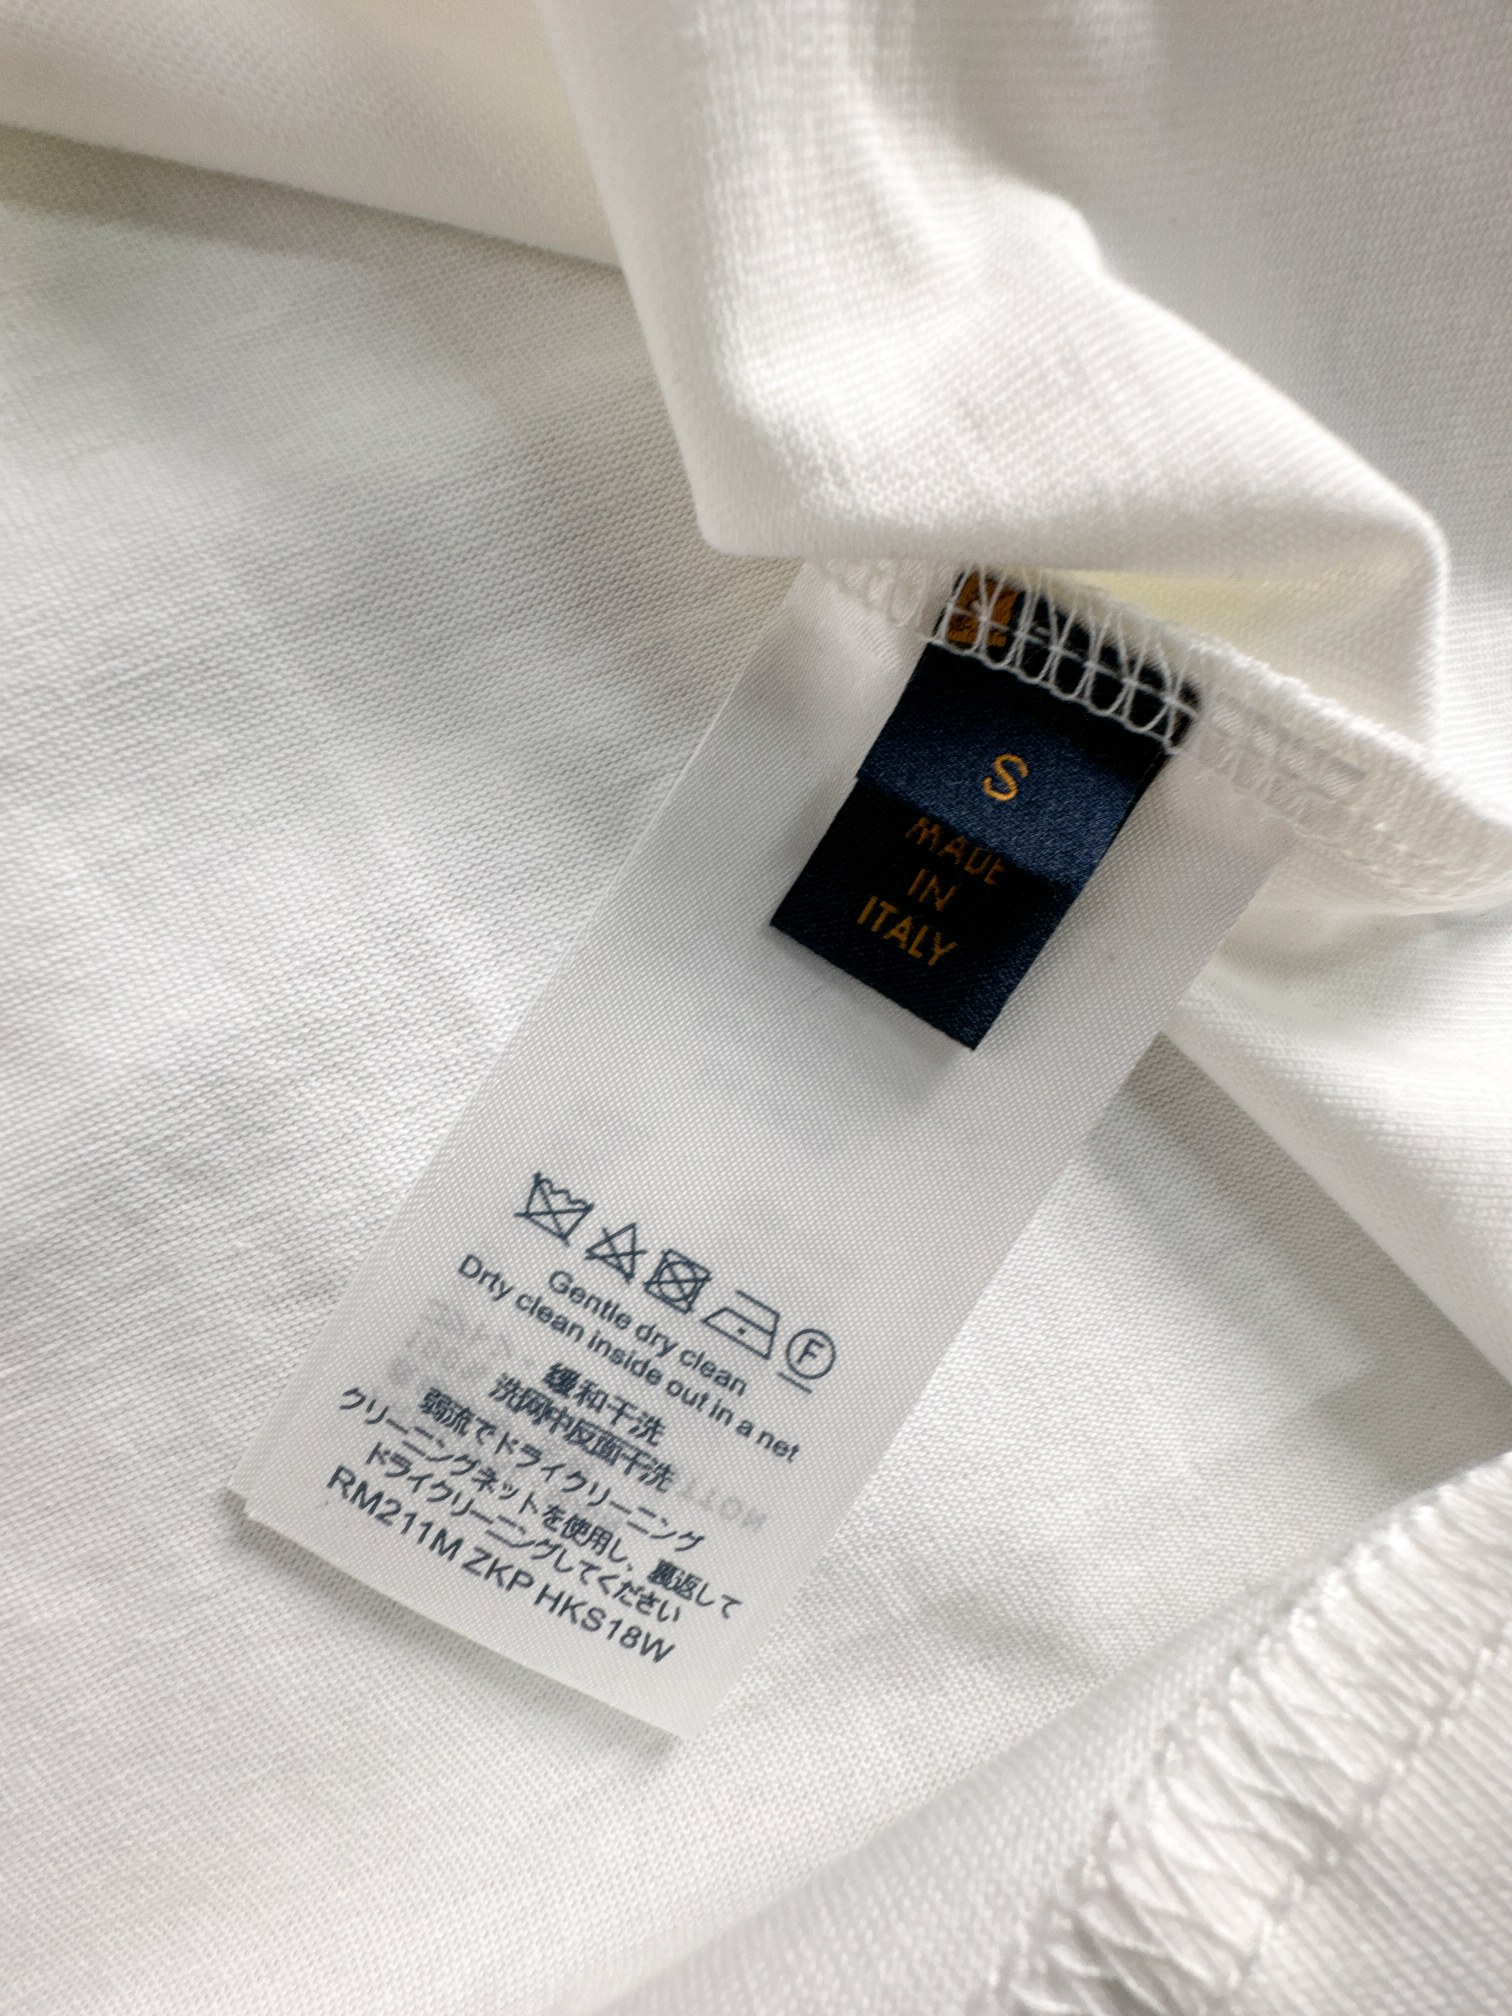 S
MADE
IN
ITALY
F
Gentle dry clean
Drty clean inside out in a net
缓和干洗
洗网中反面干洗
弱流でドライクリーニング
クリーニングネットを使用し、裏返して
ドライクリーニングしてください
RM211M ZKP HKS18W